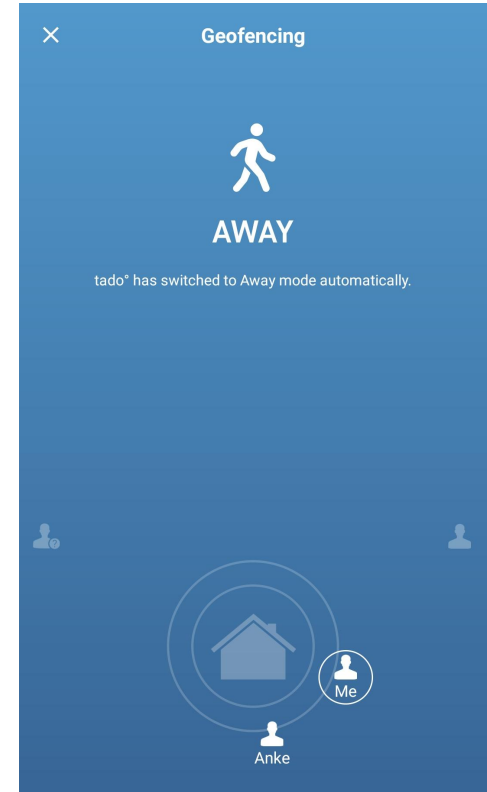 Geofencing
AWAY
tado° has switched to Away mode automatically.
?
Me
Anke